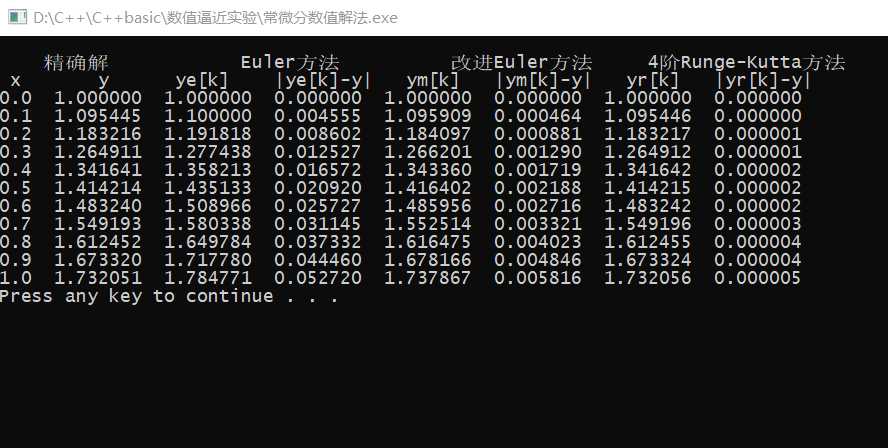 D:\C++\C++basic\数值逼近实验\常微分数值解法.exe
精确解 Euler方法 改进Euler方法 4阶Runge-Kutta方法
x y ye[k] |ye[k]-y| ym[k] |ym[k]-y| yr[k] |yr[k]-y|
0.0 1.000000 1.000000 0.000000 1.000000 0.000000 1.000000 0.000000
0.1 1.095445 1.100000 0.004555 1.095909 0.000464 1.095446 0.000000
0.2 1.183216 1.191818 0.008602 1.184097 0.000881 1.183217 0.000001
0.3 1.264911 1.277438 0.012527 1.266201 0.001290 1.264912 0.000001
0.4 1.341641 1.358213 0.016572 1.343360 0.001719 1.341642 0.000002
0.5 1.414214 1.435133 0.020920 1.416402 0.002188 1.414215 0.000002
0.6 1.483240 1.508966 0.025727 1.485956 0.002716 1.483242 0.000002
0.7 1.549193 1.580338 0.031145 1.552514 0.003321 1.549196 0.000003
0.8 1.612452 1.649784 0.037332 1.616475 0.004023 1.612455 0.000004
0.9 1.673320 1.717780 0.044460 1.678166 0.004846 1.673324 0.000004
1.0 1.732051 1.784771 0.052720 1.737867 0.005816 1.732056 0.000005
Press any key to continue . . .